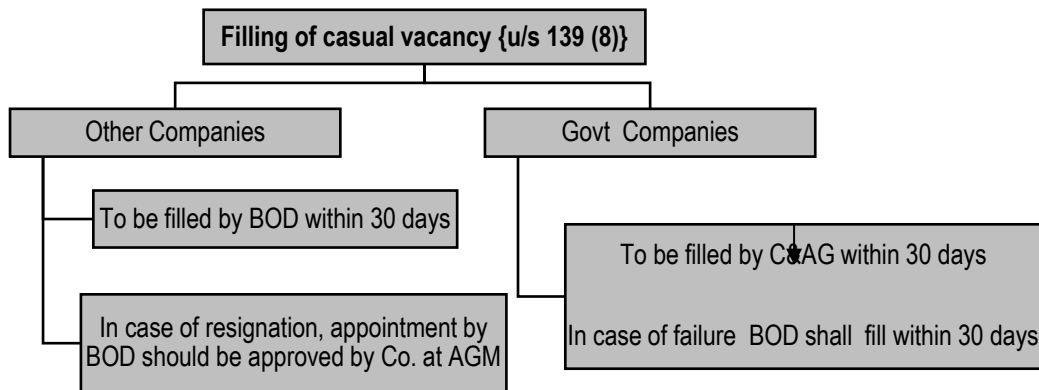 Filling of casual vacancy {u/s 139 (8)}
Other Companies
Govt Companies
To be filled by BOD within 30 days
In case of resignation, appointment by
BOD should be approved by Co. at AGM
To be filled by C&AG within 30 days
In case of failure BOD shall fill within 30 days